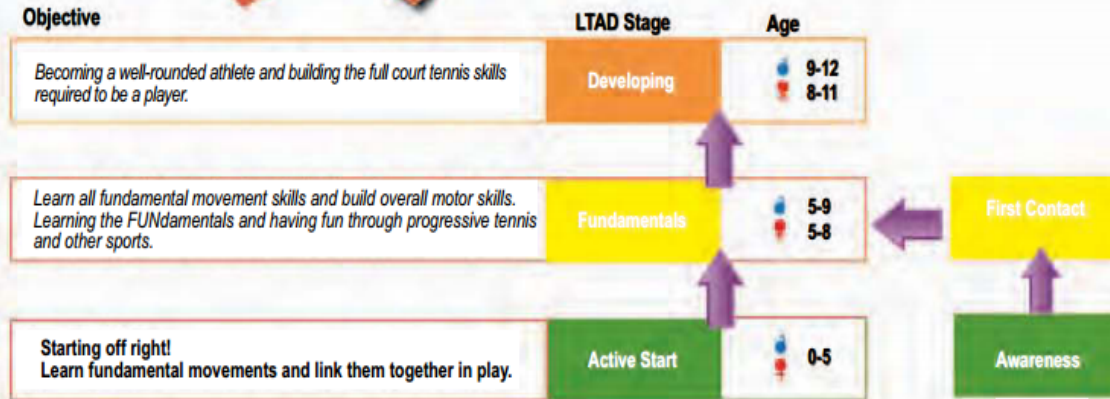 Objective
LTAD Stage
Age
Becoming a well-rounded athlete and building the full court tennis skills
required to be a player.
Developing
9-12
8-11
Learn all fundamental movement skills and build overall motor skills.
Learning the FUNdamentals and having fun through progressive tennis
and other sports.
Fundamentals
5-9
5-8
First Contact
Starting off right!
Learn fundamental movements and link them together in play.
Active Start
0-5
Awareness